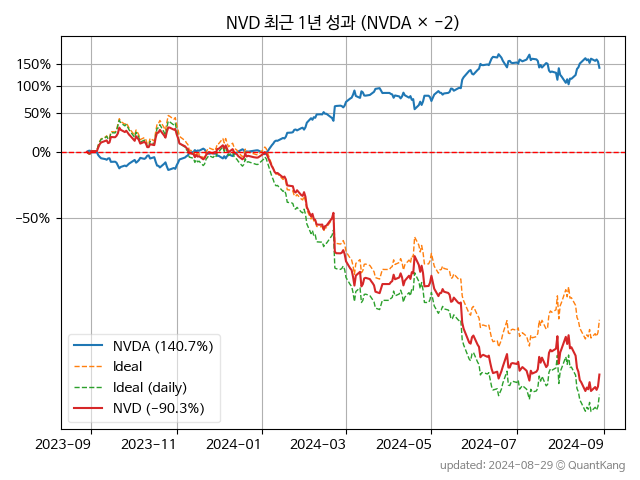 NVD 최근 1년 성과 (NVDA × −2)
150%
100%
50%
0%
−50%
NVDA (140.7%)
Ideal
Ideal (daily)
NVD (−90.3%)
2023−09
2023−11
2024−01
2024−03
2024−05
2024−07
2024−09
updated: 2024-08-29 © QuantKang